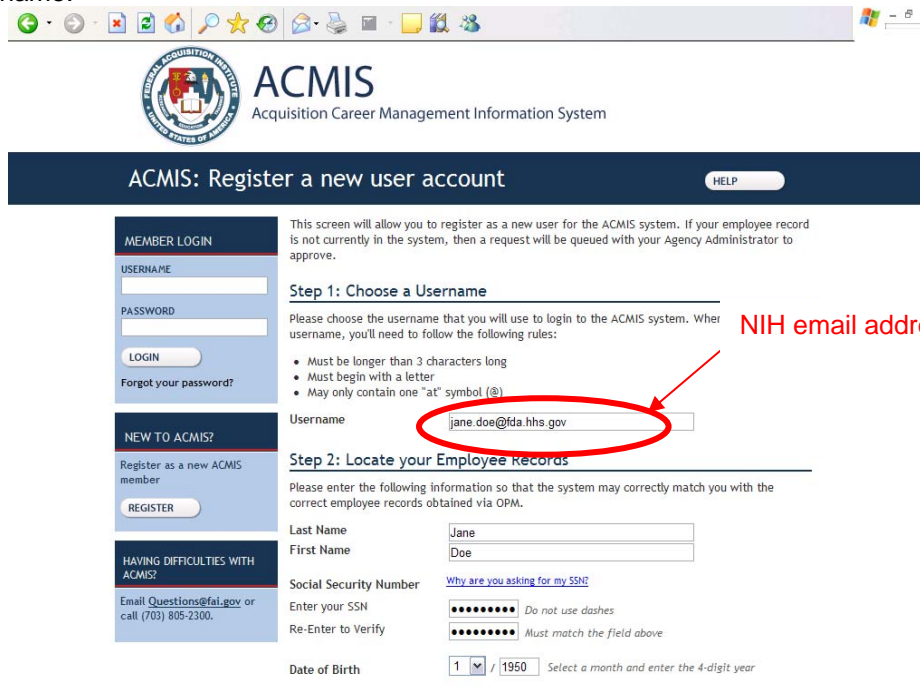 name.
ACMIS
Acquisition Career Management Information System
ACMIS: Register a new user account
HELP
MEMBER LOGIN
USERNAME
PASSWORD
LOGIN
Forgot your password?
NEW TO ACMIS?
Register as a new ACMIS
member
REGISTER
HAVING DIFFICULTIES WITH
ACMIS?
Email Questions@fai.gov or
call (703) 805-2300.
This screen will allow you to register as a new user for the ACMIS system. If your employee record
is not currently in the system, then a request will be queued with your Agency Administrator to
approve.
Step 1: Choose a Username
Please choose the username that you will use to login to the ACMIS system. Wher
username, you'll need to follow the following rules:
• Must be longer than 3 characters long
• Must begin with a letter
• May only contain one "at" symbol (@)
NIH email addr
Username jane.doe@fda.hhs.gov
Step 2: Locate your Employee Records
Please enter the following information so that the system may correctly match you with the
correct employee records obtained via OPM.
Last Name Jane
First Name Doe
Social Security Number Why are you asking for my SSN?
Enter your SSN ••••••••• Do not use dashes
Re-Enter to Verify ••••••••• Must match the field above
Date of Birth 1 / 1950 Select a month and enter the 4-digit year